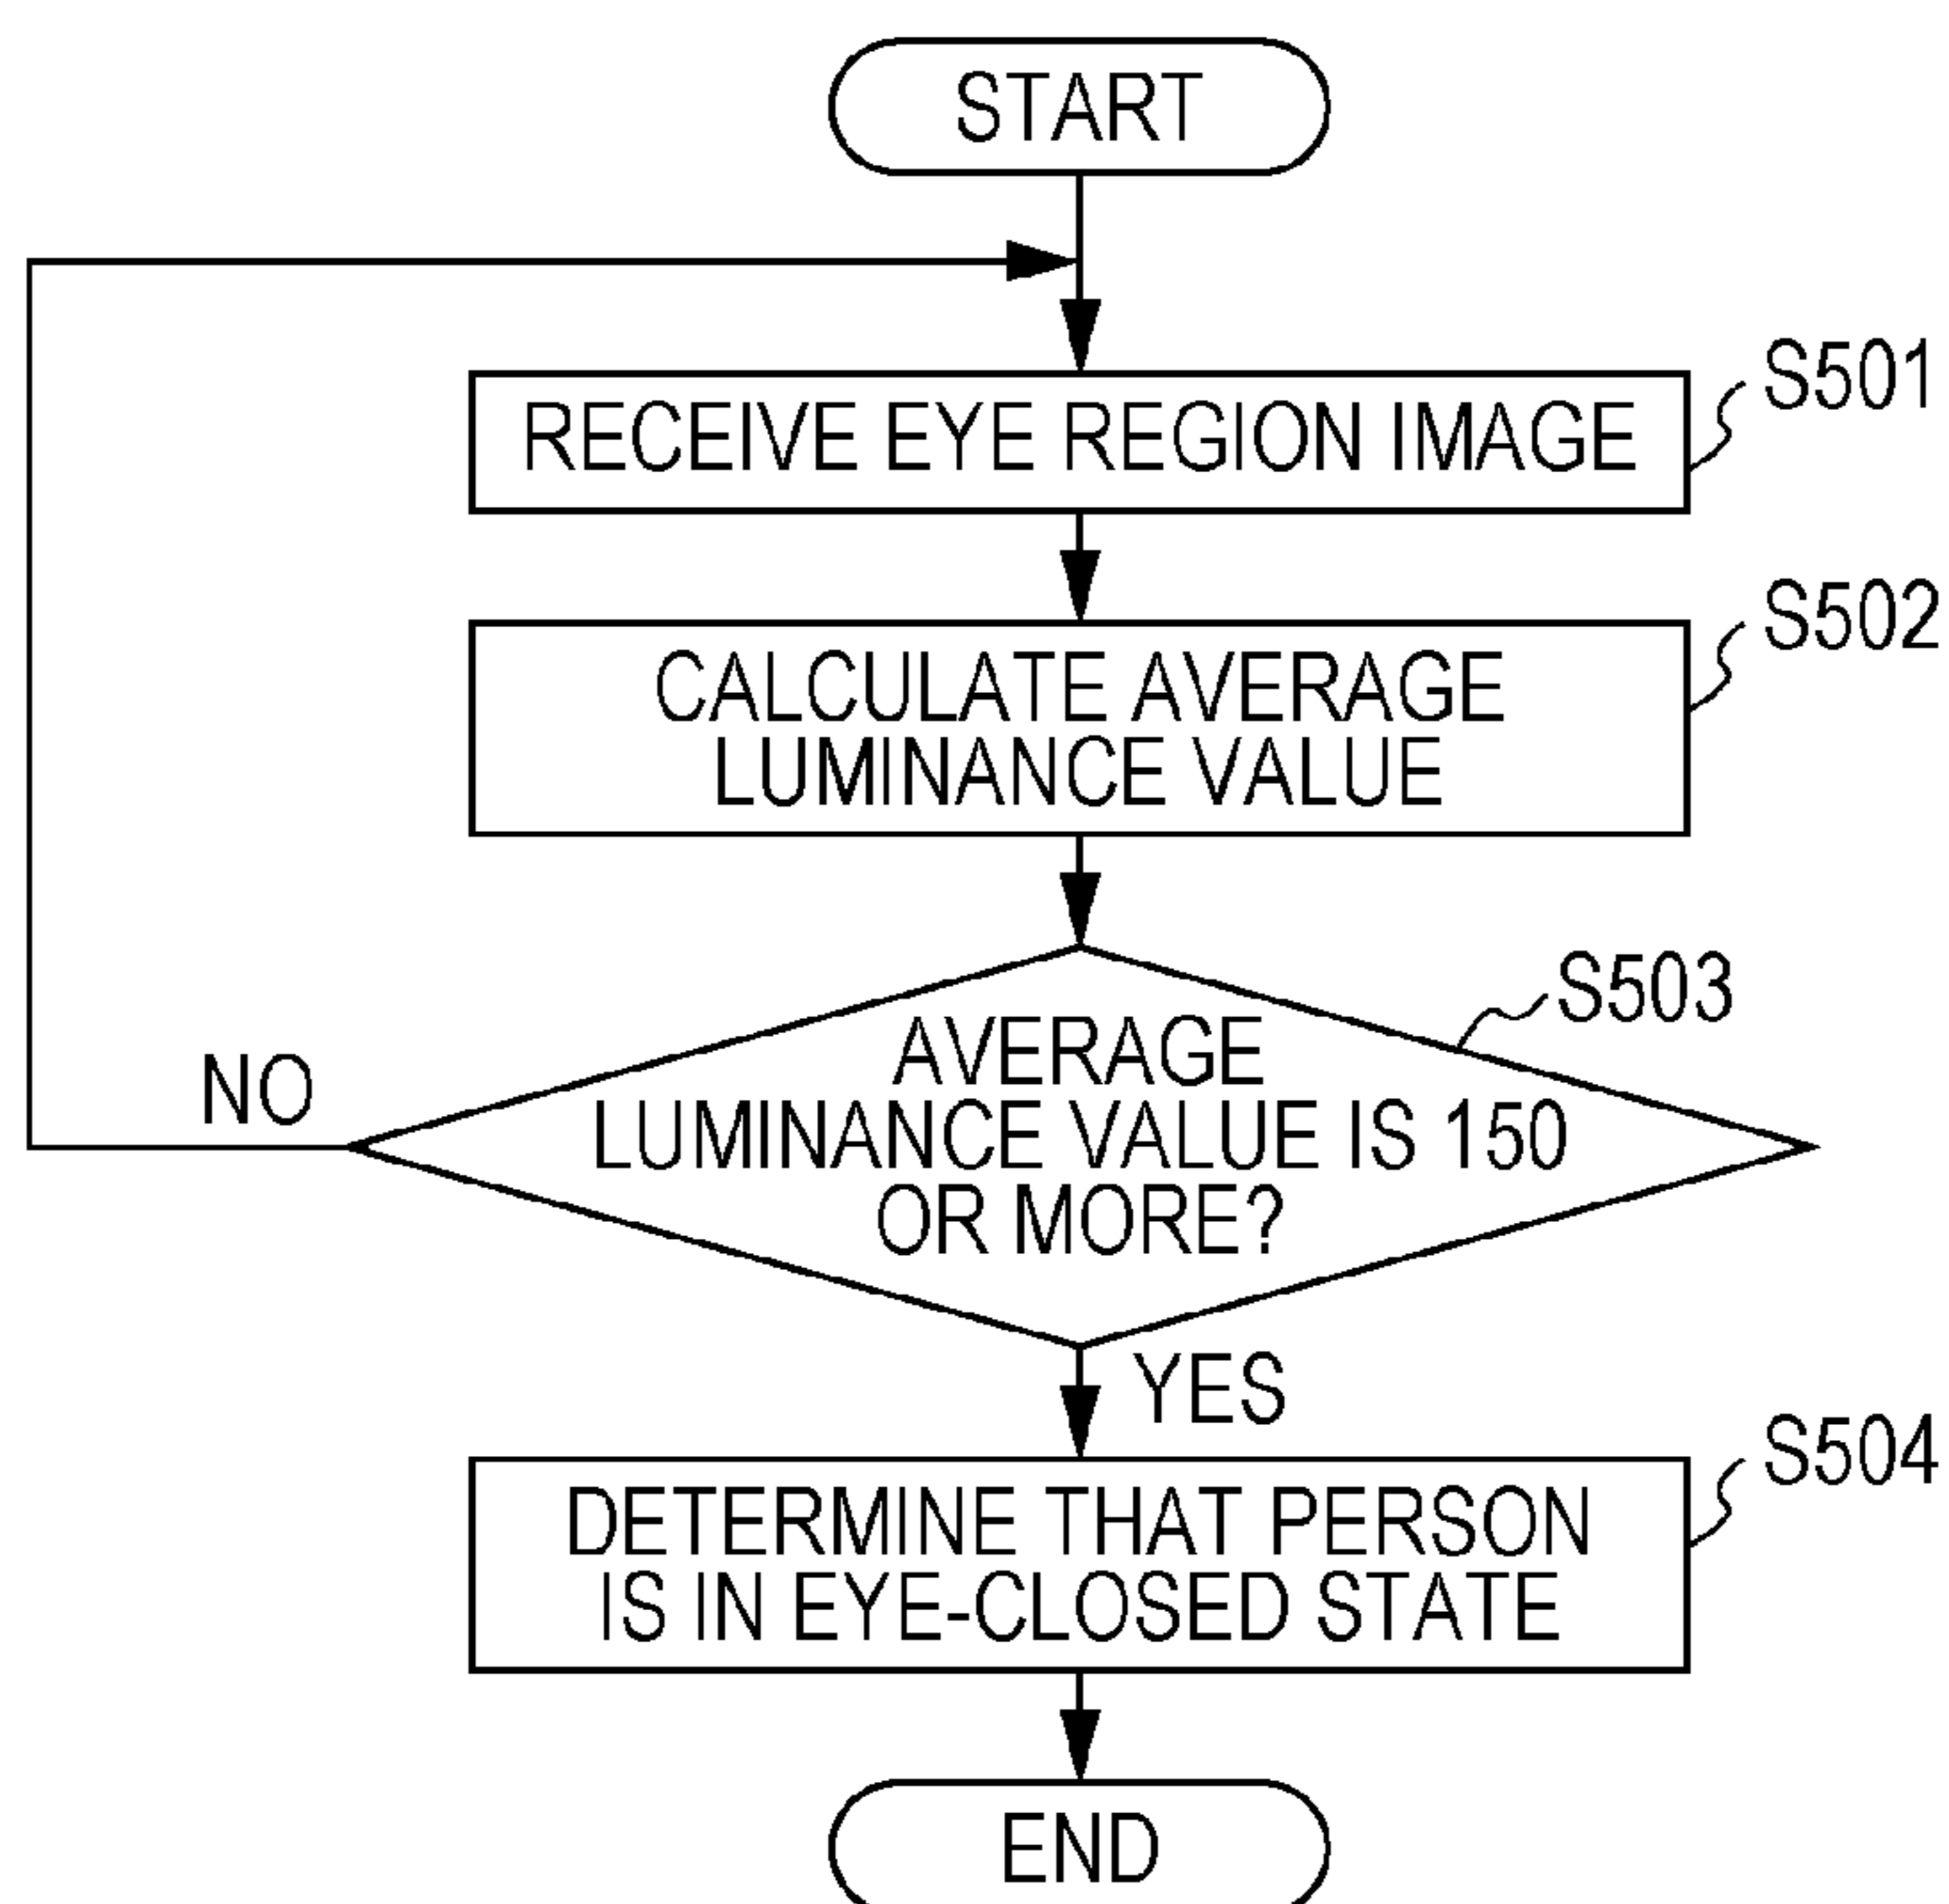 START
RECEIVE EYE REGION IMAGE
S501
CALCULATE AVERAGE
LUMINANCE VALUE
S502
AVERAGE
LUMINANCE VALUE IS 150
OR MORE?
S503
NO
YES
DETERMINE THAT PERSON
IS IN EYE-CLOSED STATE
S504
END